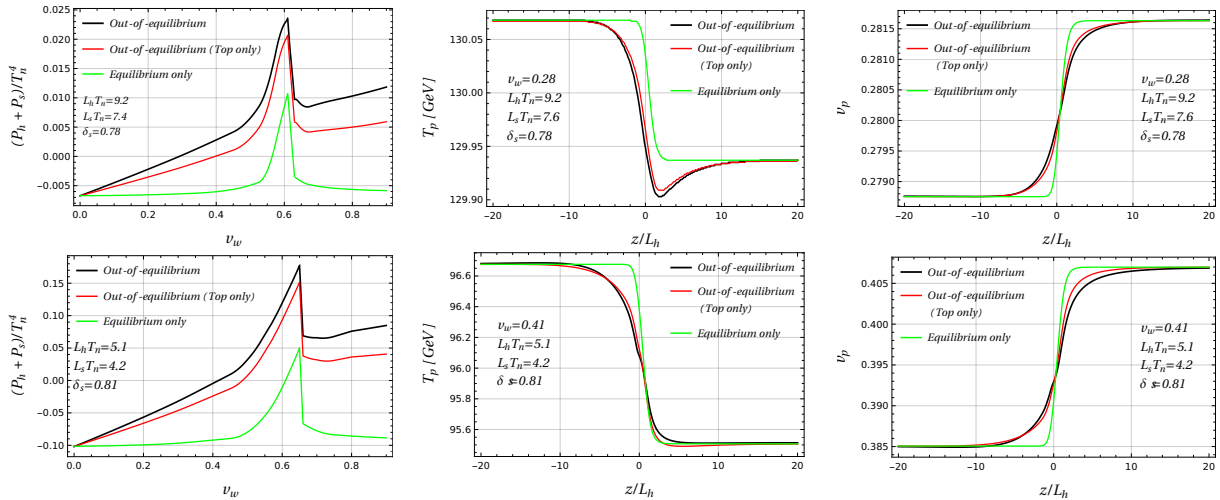 (P_h + P_s)/T_n^4
0.025
0.020
0.015
0.010
0.005
0.000
−0.005
Out-of-equilibrium
Out-of-equilibrium (Top only)
Equilibrium only
L_hT_n=9.2
L_sT_n=7.4
δ_s=0.78
0.0 0.2 0.4 0.6 0.8
v_w
T_p [GeV]
130.05
130.00
129.95
129.90
Out-of-equilibrium
Out-of-equilibrium
(Top only)
Equilibrium only
v_w=0.28
L_hT_n=9.2
L_sT_n=7.6
δ_s=0.78
−20 −10 0 10 20
z/L_h
v_p
0.2815
0.2810
0.2805
0.2800
0.2795
0.2790
Out-of-equilibrium
Out-of-equilibrium
(Top only)
Equilibrium only
v_w=0.28
L_hT_n=9.2
L_sT_n=7.6
δ_s=0.78
−20 −10 0 10 20
z/L_h
(P_h + P_s)/T_n^4
0.15
0.10
0.05
0.00
−0.05
−0.10
Out-of-equilibrium
Out-of-equilibrium (Top only)
Equilibrium only
L_hT_n=5.1
L_sT_n=4.2
δ_s=0.81
0.0 0.2 0.4 0.6 0.8
v_w
T_p [GeV]
96.6
96.4
96.2
96.0
95.8
95.6
Out-of-equilibrium
Out-of-equilibrium
(Top only)
Equilibrium only
v_w=0.41
L_hT_n=5.1
L_sT_n=4.2
−20 −10 0 10 20
z/L_h
v_p
0.405
0.400
0.395
0.390
0.385
Out-of-equilibrium
Out-of-equilibrium
(Top only)
Equilibrium only
v_w=0.41
L_hT_n=5.1
L_sT_n=4.2
−20 −10 0 10 20
z/L_h